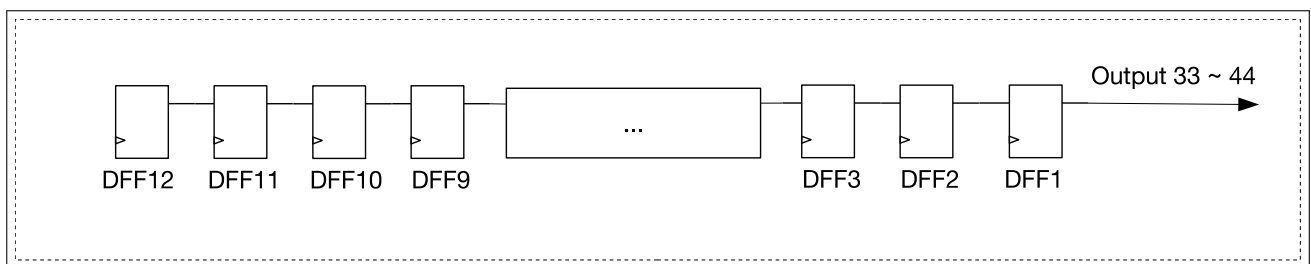 Output 33 ~ 44
...
DFF12 DFF11 DFF10 DFF9 DFF3 DFF2 DFF1